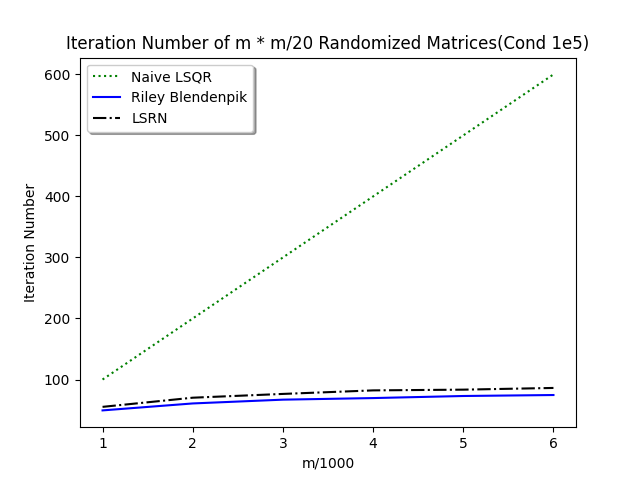 Iteration Number of m * m/20 Randomized Matrices(Cond 1e5)
Naive LSQR
Riley Blendenpik
LSRN
600
500
400
300
200
100
Iteration Number
1 2 3 4 5 6
m/1000